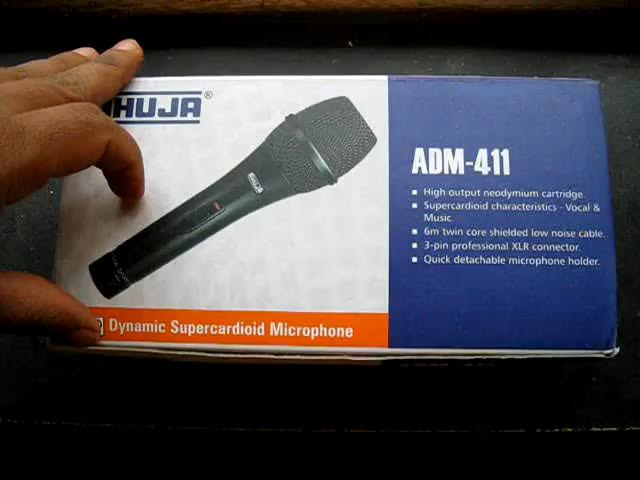 HUJA®
ADM-411
High output neodymium cartridge.
Supercardioid characteristics - Vocal &
Music.
6m twin core shielded low noise cable.
3-pin professional XLR connector.
Quick detachable microphone holder.
Dynamic Supercardioid Microphone